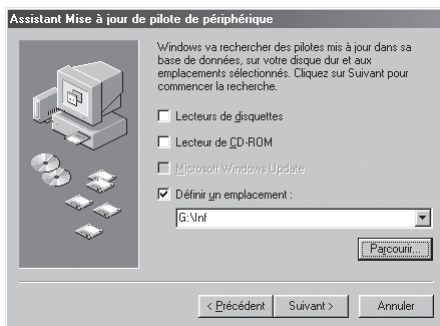 Assistant Mise à jour de pilote de périphérique
Windows va rechercher des pilotes mis à jour dans sa
base de données, sur votre disque dur et aux
emplacements sélectionnés. Cliquez sur Suivant pour
commencer la recherche.
Lecteurs de disquettes
Lecteur de CD-ROM
Microsoft Windows Update
Définir un emplacement :
G:\Inf
Parcourir...
< Précédent
Suivant >
Annuler